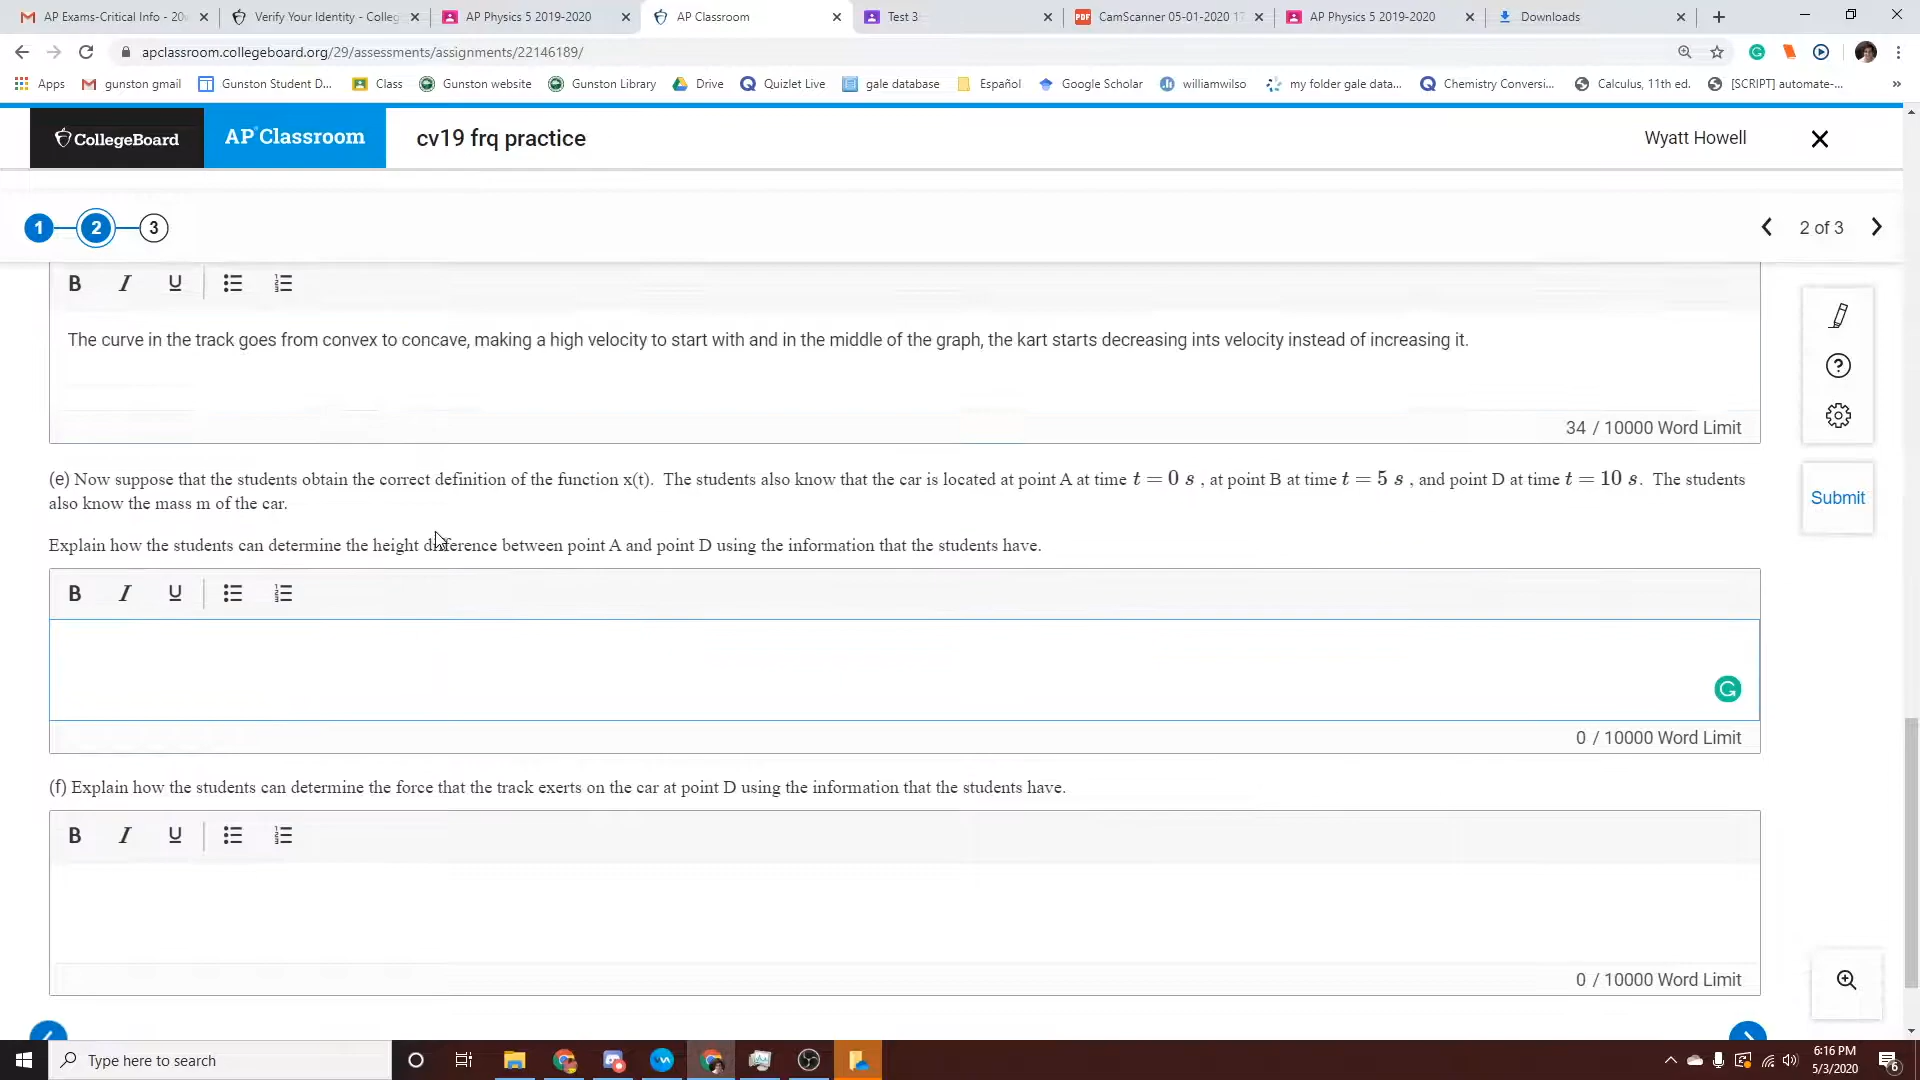 AP Exams-Critical Info - 20
Verify Your Identity - Colleg
AP Physics 5 2019-2020
AP Classroom
Test 3
CamScanner 05-01-2020 1
AP Physics 5 2019-2020
Downloads
apclassroom.collegeboard.org/29/assessments/assignments/22146189/
Apps
gunston gmail
Gunston Student D...
Class
Gunston website
Gunston Library
Drive
Quizlet Live
gale database
Español
Google Scholar
williamwilso
my folder gale data...
Chemistry Conversi...
Calculus, 11th ed.
[SCRIPT] automate-...
CollegeBoard
AP Classroom
cv19 frq practice
Wyatt Howell
1
2
3
2 of 3
B I U
The curve in the track goes from convex to concave, making a high velocity to start with and in the middle of the graph, the kart starts decreasing ints velocity instead of increasing it.
34 / 10000 Word Limit
(e) Now suppose that the students obtain the correct definition of the function x(t). The students also know that the car is located at point A at time t = 0 s , at point B at time t = 5 s , and point D at time t = 10 s. The students
also know the mass m of the car.
Submit
Explain how the students can determine the height difference between point A and point D using the information that the students have.
B I U
0 / 10000 Word Limit
(f) Explain how the students can determine the force that the track exerts on the car at point D using the information that the students have.
B I U
0 / 10000 Word Limit
Type here to search
6:16 PM
5/3/2020
6